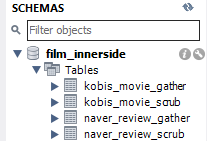 SCHEMAS
Filter objects
film_innerside
Tables
kobis_movie_gather
kobis_movie_scrub
naver_review_gather
naver_review_scrub